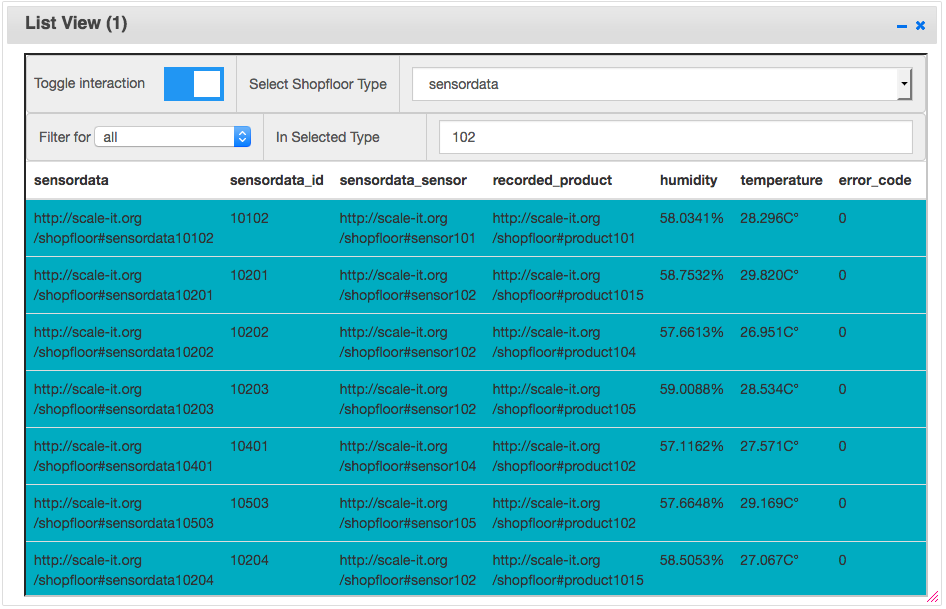 List View (1)
Toggle interaction Select Shopfloor Type sensordata
Filter for all In Selected Type 102
sensordata sensordata_id sensordata_sensor recorded_product humidity temperature error_code
http://scale-it.org 10102 http://scale-it.org http://scale-it.org 58.0341% 28.296C° 0
/shopfloor#sensordata10102 /shopfloor#sensor101 /shopfloor#product101
http://scale-it.org 10201 http://scale-it.org http://scale-it.org 58.7532% 29.820C° 0
/shopfloor#sensordata10201 /shopfloor#sensor102 /shopfloor#product1015
http://scale-it.org 10202 http://scale-it.org http://scale-it.org 57.6613% 26.951C° 0
/shopfloor#sensordata10202 /shopfloor#sensor102 /shopfloor#product104
http://scale-it.org 10203 http://scale-it.org http://scale-it.org 59.0088% 28.534C° 0
/shopfloor#sensordata10203 /shopfloor#sensor102 /shopfloor#product105
http://scale-it.org 10401 http://scale-it.org http://scale-it.org 57.1162% 27.571C° 0
/shopfloor#sensordata10401 /shopfloor#sensor104 /shopfloor#product102
http://scale-it.org 10503 http://scale-it.org http://scale-it.org 57.6648% 29.169C° 0
/shopfloor#sensordata10503 /shopfloor#sensor105 /shopfloor#product102
http://scale-it.org 10204 http://scale-it.org http://scale-it.org 58.5053% 27.067C° 0
/shopfloor#sensordata10204 /shopfloor#sensor102 /shopfloor#product1015